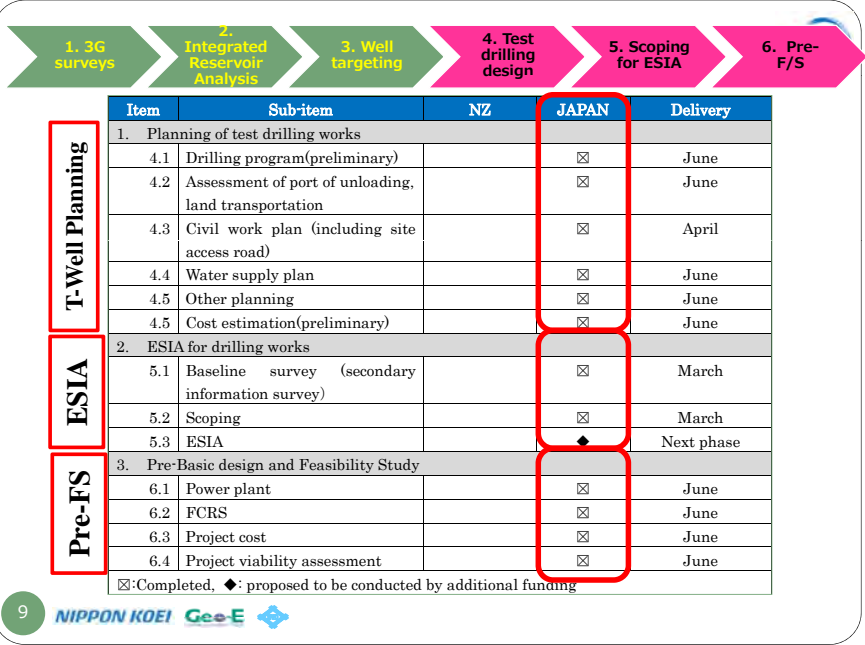 1. 3G
surveys
2.
Integrated
Reservoir
Analysis
3. Well
targeting
4. Test
drilling
design
5. Scoping
for ESIA
6. Pre-
F/S
Item Sub-item NZ JAPAN Delivery
T-Well Planning
1. Planning of test drilling works
4.1 Drilling program(preliminary) ☒ June
4.2 Assessment of port of unloading, ☒ June
land transportation
4.3 Civil work plan (including site ☒ April
access road)
4.4 Water supply plan ☒ June
4.5 Other planning ☒ June
4.5 Cost estimation(preliminary) ☒ June
ESIA
2. ESIA for drilling works
5.1 Baseline survey (secondary ☒ March
information survey)
5.2 Scoping ☒ March
5.3 ESIA ◆ Next phase
Pre-FS
3. Pre-Basic design and Feasibility Study
6.1 Power plant ☒ June
6.2 FCRS ☒ June
6.3 Project cost ☒ June
6.4 Project viability assessment ☒ June
☒:Completed, ◆: proposed to be conducted by additional funding
9 NIPPON KOEI Geo-E